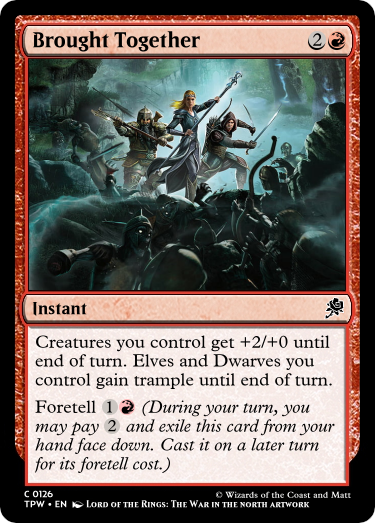 Brought Together 2
Instant
Creatures you control get +2/+0 until
end of turn. Elves and Dwarves you
control gain trample until end of turn.
Foretell 1 (During your turn, you
may pay 2 and exile this card from your
hand face down. Cast it on a later turn
for its foretell cost.)
C 0126
TPW • EN Lord of the Rings: The War in the north artwork
© Wizards of the Coast and Matt